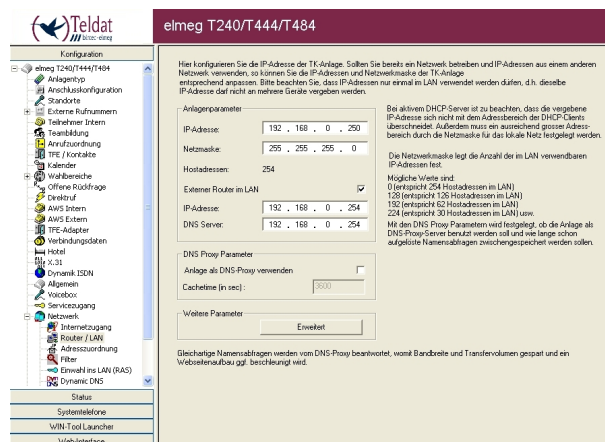 Teldat
bintec-elmeg
elmeg T240/T444/T484
Konfiguration
elmeg T240/T444/T484
Anlagentyp
Anschlusskonfiguration
Standorte
Externe Rufnummern
Teilnehmer Intern
Teambildung
Anrufzuordnung
TFE / Kontakte
Kalender
Wahlbereiche
Offene Rückfrage
Direktruf
AWS Intern
AWS Extern
TFE-Adapter
Verbindungsdaten
Hotel
X.31
Dynamik ISDN
Allgemein
Voicebox
Servicezugang
Netzwerk
Internetzugang
Router / LAN
Adresszuordnung
Filter
Einwahl ins LAN (RAS)
Dynamic DNS
Status
Systemtelefone
WIN-Tool Launcher
Web-Interface
Hier konfigurieren Sie die IP-Adresse der TK-Anlage. Sollten Sie bereits ein Netzwerk betreiben und IP-Adressen aus einem anderen
Netzwerk verwenden, so können Sie die IP-Adressen und Netzwerkmaske der TK-Anlage
entsprechend anpassen. Bitte beachten Sie, dass IP-Adressen nur einmal im LAN verwendet werden dürfen, d.h. dieselbe
IP-Adresse darf nicht an mehrere Geräte vergeben werden.
Anlagenparameter
IP-Adresse: 192 . 168 . 0 . 250
Netzmaske: 255 . 255 . 255 . 0
Hostadressen: 254
Externer Router im LAN
IP-Adresse: 192 . 168 . 0 . 254
DNS Server: 192 . 168 . 0 . 254
DNS Proxy Parameter
Anlage als DNS-Proxy verwenden
Cachetime (in sec) : 3600
Weitere Parameter
Erweitert
Bei aktivem DHCP-Server ist zu beachten, dass die vergebene
IP-Adresse sich nicht mit dem Adressbereich der DHCP-Clients
überschneidet. Außerdem muss ein ausreichend grosser Adress-
bereich durch die Netzmaske für das lokale Netz festgelegt werden.
Die Netzwerkmaske legt die Anzahl der im LAN verwendbaren
IP-Adressen fest.
Mögliche Werte sind:
0 (entspricht 254 Hostadressen im LAN)
128 (entspricht 126 Hostadressen im LAN)
192 (entspricht 62 Hostadressen im LAN)
224 (entspricht 30 Hostadressen im LAN) usw.
Mit den DNS Proxy Parametern wird festgelegt, ob die Anlage als
DNS-Proxy-Server benutzt werden soll und wie lange schon
aufgelöste Namensabfragen zwischengespeichert werden sollen.
Gleichartige Namensabfragen werden vom DNS-Proxy beantwortet, womit Bandbreite und Transfervolumen gespart und ein
Webseitenaufbau ggf. beschleunigt wird.